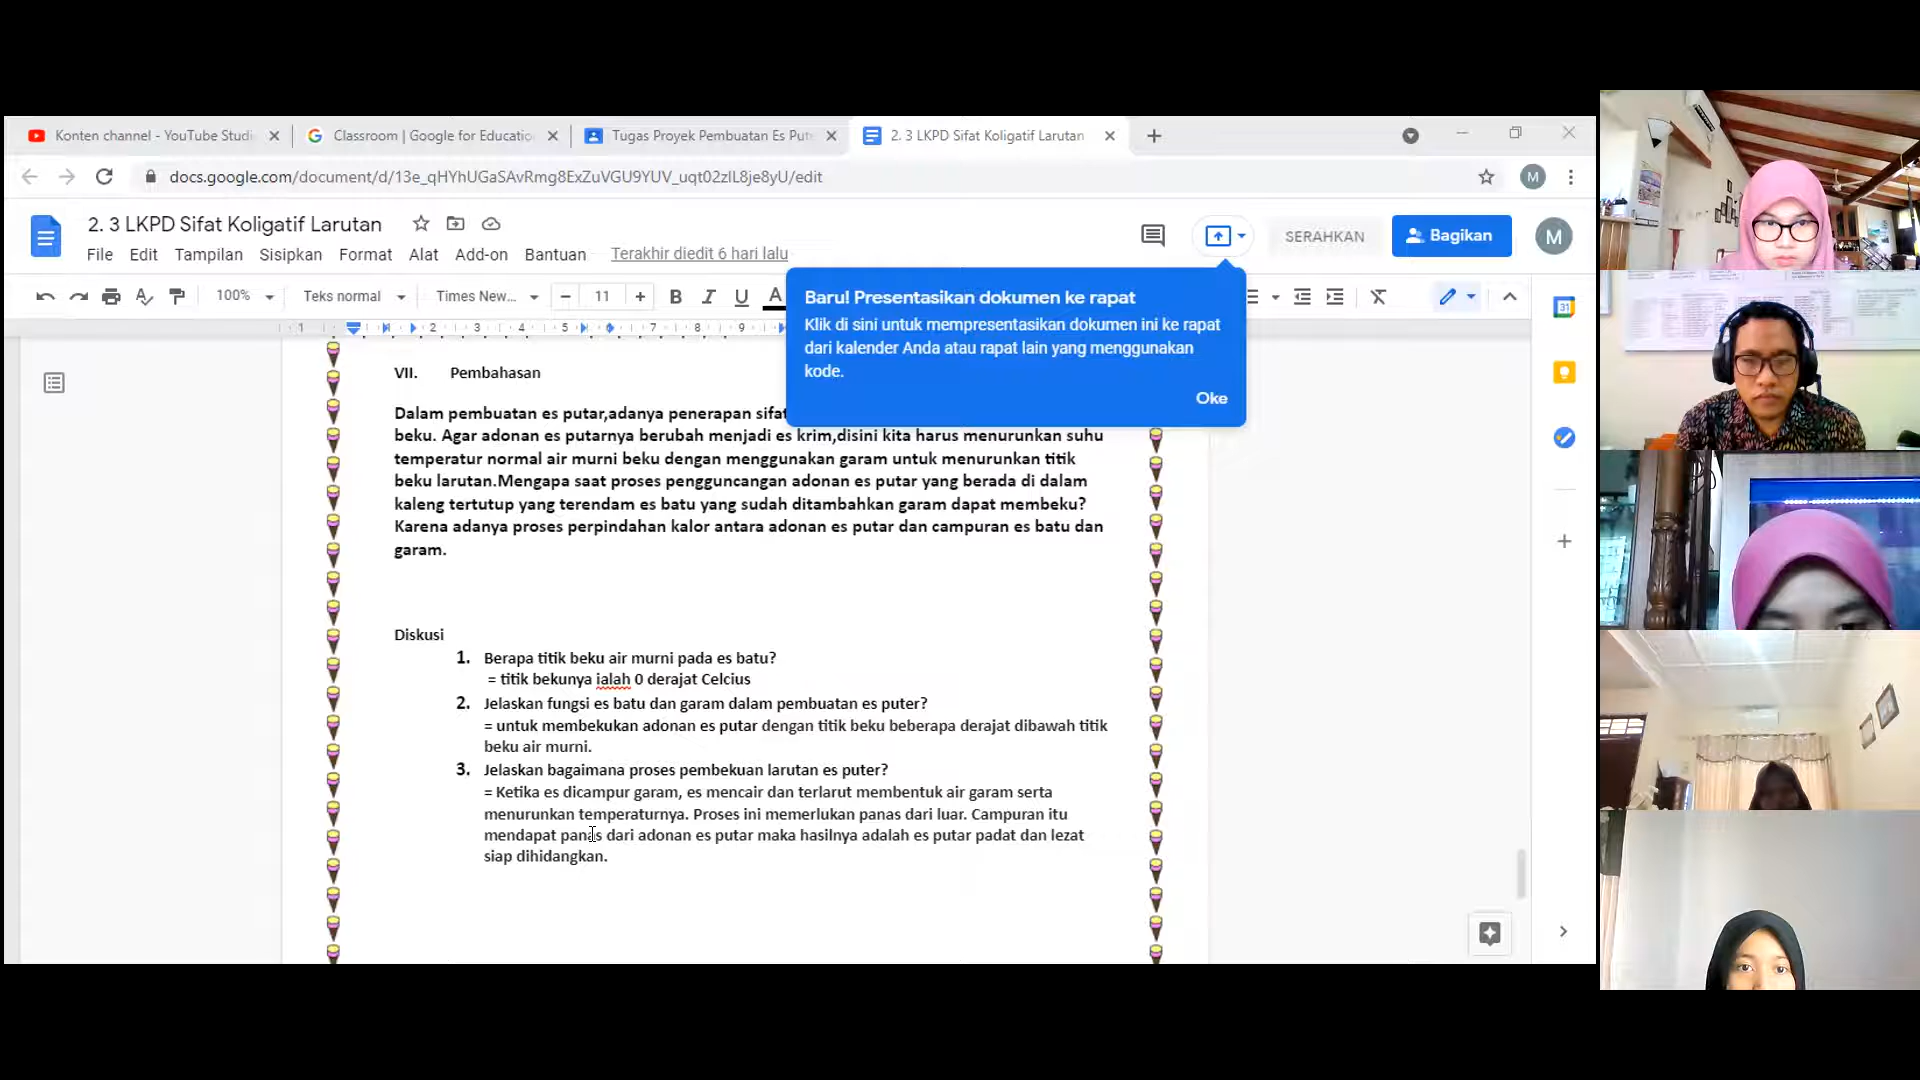 Konten channel - YouTube Studi
Classroom | Google for Educatio
Tugas Proyek Pembuatan Es Pute
2. 3 LKPD Sifat Koligatif Larutan
docs.google.com/document/d/13e_qHYhUGaSAvRmg8ExZuVGU9YUV_uqt02zlL8je8yU/edit
M
2. 3 LKPD Sifat Koligatif Larutan
SERAHKAN
Bagikan
M
File Edit Tampilan Sisipkan Format Alat Add-on Bantuan Terakhir diedit 6 hari lalu
100% Teks normal Times New... 11 B I U A
Baru! Presentasikan dokumen ke rapat
Klik di sini untuk mempresentasikan dokumen ini ke rapat
dari kalender Anda atau rapat lain yang menggunakan
kode.
Oke
1 1 2 3 4 5 6 7 8 9
31
VII. Pembahasan
Dalam pembuatan es putar,adanya penerapan sifat
beku. Agar adonan es putarnya berubah menjadi es krim,disini kita harus menurunkan suhu
temperatur normal air murni beku dengan menggunakan garam untuk menurunkan titik
beku larutan.Mengapa saat proses pengguncangan adonan es putar yang berada di dalam
kaleng tertutup yang terendam es batu yang sudah ditambahkan garam dapat membeku?
Karena adanya proses perpindahan kalor antara adonan es putar dan campuran es batu dan
garam.
Diskusi
1. Berapa titik beku air murni pada es batu?
= titik bekunya ialah 0 derajat Celcius
2. Jelaskan fungsi es batu dan garam dalam pembuatan es puter?
= untuk membekukan adonan es putar dengan titik beku beberapa derajat dibawah titik
beku air murni.
3. Jelaskan bagaimana proses pembekuan larutan es puter?
= Ketika es dicampur garam, es mencair dan terlarut membentuk air garam serta
menurunkan temperaturnya. Proses ini memerlukan panas dari luar. Campuran itu
mendapat panas dari adonan es putar maka hasilnya adalah es putar padat dan lezat
siap dihidangkan.